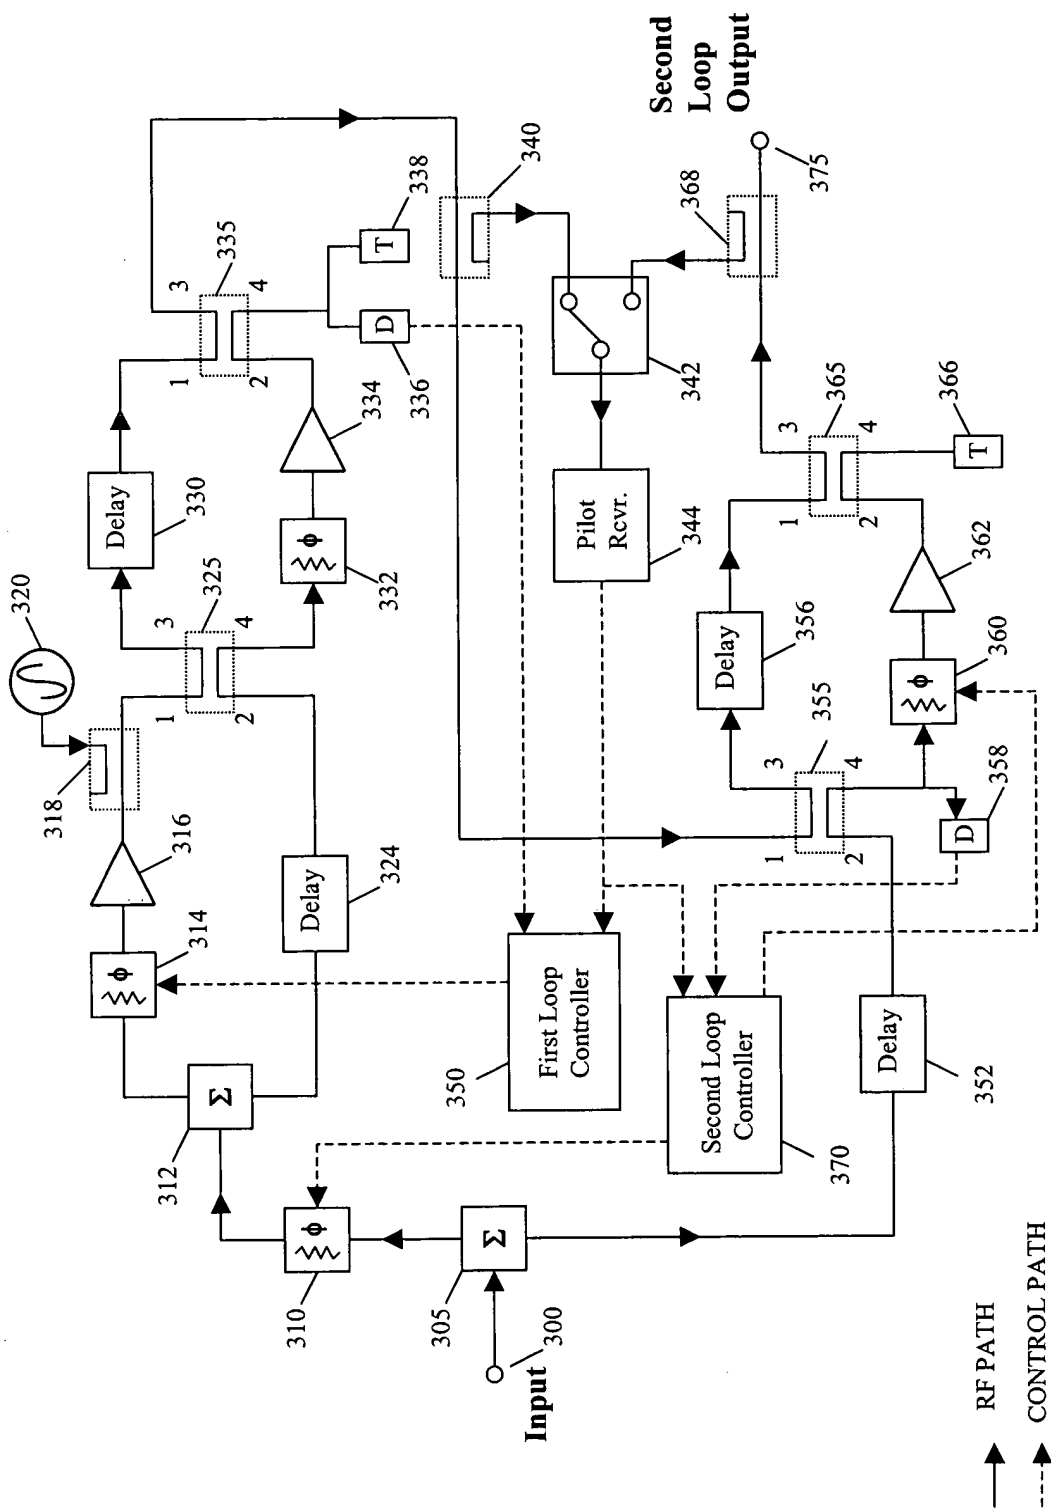 320
318
1
3
325
2
4
Delay
330
1
3
335
2
4
316
314
ϕ
312
Σ
Delay
324
ϕ
332
334
D
336
T
338
310
ϕ
305
Σ
Input
300
First Loop
Controller
350
340
342
Pilot
Rcvr.
344
368
Second
Loop
Output
375
Second Loop
Controller
370
1
3
355
2
4
Delay
356
1
3
365
2
4
Delay
352
D
358
ϕ
360
362
T
366
RF PATH
CONTROL PATH